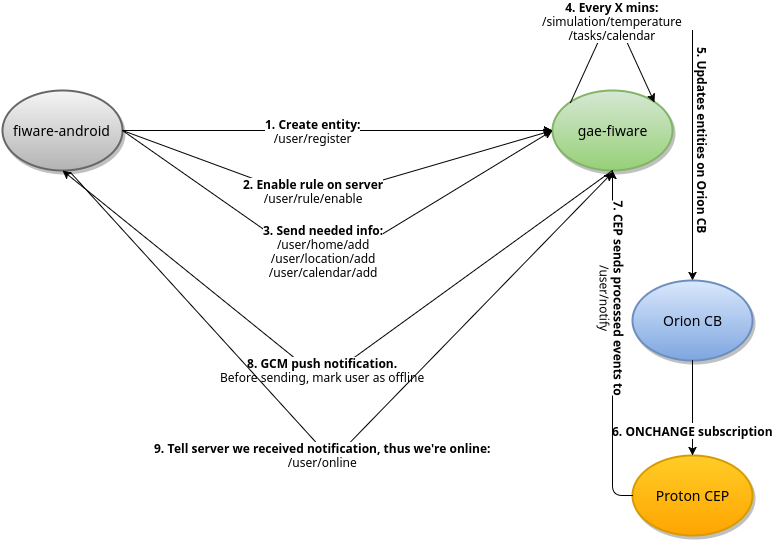 4. Every X mins:
/simulation/temperature
/tasks/calendar
5. Updates entities on Orion CB
fiware-android
1. Create entity:
/user/register
gae-fiware
2. Enable rule on server
/user/rule/enable
3. Send needed info:
/user/home/add
/user/location/add
/user/calendar/add
7. CEP sends processed events to
/user/notify
Orion CB
8. GCM push notification.
Before sending, mark user as offline
6. ONCHANGE subscription
9. Tell server we received notification, thus we're online:
/user/online
Proton CEP